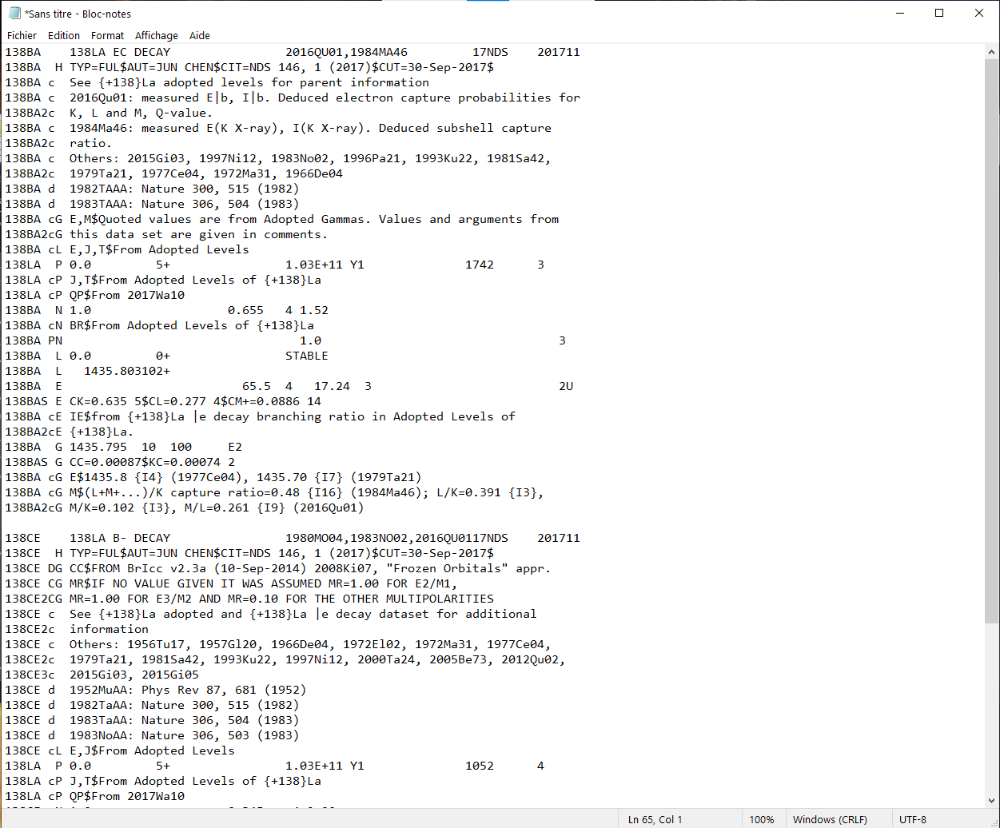 *Sans titre - Bloc-notes
Fichier Edition Format Affichage Aide
138BA    138LA EC DECAY                2016QU01,1984MA46         17NDS    201711
138BA  H TYP=FUL$AUT=JUN CHEN$CIT=NDS 146, 1 (2017)$CUT=30-Sep-2017$
138BA c  See {+138}La adopted levels for parent information
138BA c  2016Qu01: measured E|b, I|b. Deduced electron capture probabilities for
138BA2c  K, L and M, Q-value.
138BA c  1984Ma46: measured E(K X-ray), I(K X-ray). Deduced subshell capture
138BA2c  ratio.
138BA c  Others: 2015Gi03, 1997Ni12, 1983No02, 1996Pa21, 1993Ku22, 1981Sa42,
138BA2c  1979Ta21, 1977Ce04, 1972Ma31, 1966De04
138BA d  1982TAAA: Nature 300, 515 (1982)
138BA d  1983TAAA: Nature 306, 504 (1983)
138BA cG E,M$Quoted values are from Adopted Gammas. Values and arguments from
138BA2cG this data set are given in comments.
138BA cL E,J,T$From Adopted Levels
138LA  P 0.0         5+                1.03E+11 Y1              1742      3
138LA cP J,T$From Adopted Levels of {+138}La
138LA cP QP$From 2017Wa10
138BA  N 1.0                   0.655   4 1.52
138BA cN BR$From Adopted Levels of {+138}La
138BA PN                                 1.0                                 3
138BA  L 0.0         0+                STABLE
138BA  L   1435.803102+
138BA  E                         65.5  4   17.24  3                          2U
138BAS E CK=0.635 5$CL=0.277 4$CM+=0.0886 14
138BA cE IE$from {+138}La |e decay branching ratio in Adopted Levels of
138BA2cE {+138}La.
138BA  G 1435.795  10  100     E2
138BAS G CC=0.00087$KC=0.00074 2
138BA cG E$1435.8 {I4} (1977Ce04), 1435.70 {I7} (1979Ta21)
138BA cG M$(L+M+...)/K capture ratio=0.48 {I16} (1984Ma46); L/K=0.391 {I3},
138BA2cG M/K=0.102 {I3}, M/L=0.261 {I9} (2016Qu01)
138CE    138LA B- DECAY                1980MO04,1983NO02,2016QU0117NDS    201711
138CE  H TYP=FUL$AUT=JUN CHEN$CIT=NDS 146, 1 (2017)$CUT=30-Sep-2017$
138CE DG CC$FROM BrIcc v2.3a (10-Sep-2014) 2008Ki07, "Frozen Orbitals" appr.
138CE CG MR$IF NO VALUE GIVEN IT WAS ASSUMED MR=1.00 FOR E2/M1,
138CE2CG MR=1.00 FOR E3/M2 AND MR=0.10 FOR THE OTHER MULTIPOLARITIES
138CE c  See {+138}La adopted and {+138}La |e decay dataset for additional
138CE2c  information
138CE c  Others: 1956Tu17, 1957Gl20, 1966De04, 1972El02, 1972Ma31, 1977Ce04,
138CE2c  1979Ta21, 1981Sa42, 1993Ku22, 1997Ni12, 2000Ta24, 2005Be73, 2012Qu02,
138CE3c  2015Gi03, 2015Gi05
138CE d  1952MuAA: Phys Rev 87, 681 (1952)
138CE d  1982TaAA: Nature 300, 515 (1982)
138CE d  1983TaAA: Nature 306, 504 (1983)
138CE d  1983NoAA: Nature 306, 503 (1983)
138CE cL E,J$From Adopted Levels
138LA  P 0.0         5+                1.03E+11 Y1              1052      4
138LA cP J,T$From Adopted Levels of {+138}La
138LA cP QP$From 2017Wa10
Ln 65, Col 1 100% Windows (CRLF) UTF-8